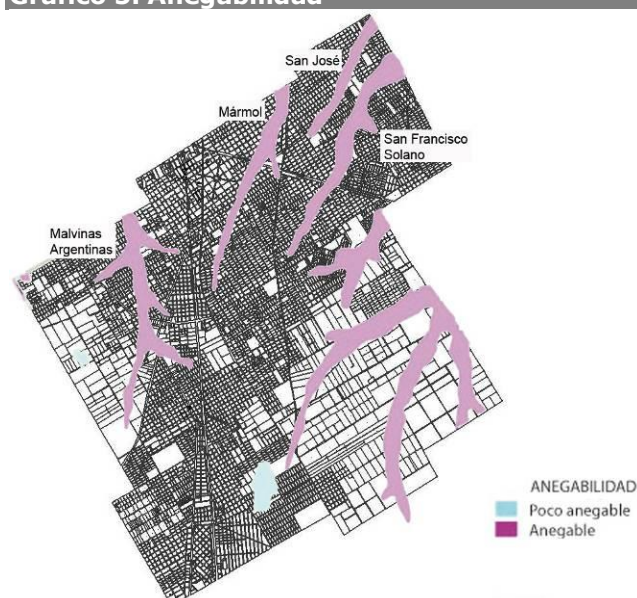 Gráfico 3. Anegabilidad
San José
Mármol
San Francisco
Solano
Malvinas
Argentinas
ANEGABILIDAD
Poco anegable
Anegable